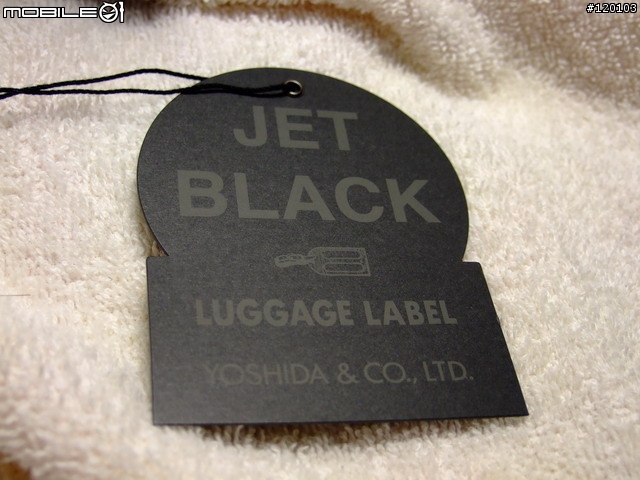 MOBILE01
#120103
JET
BLACK
LUGGAGE LABEL
YOSHIDA & CO., LTD.